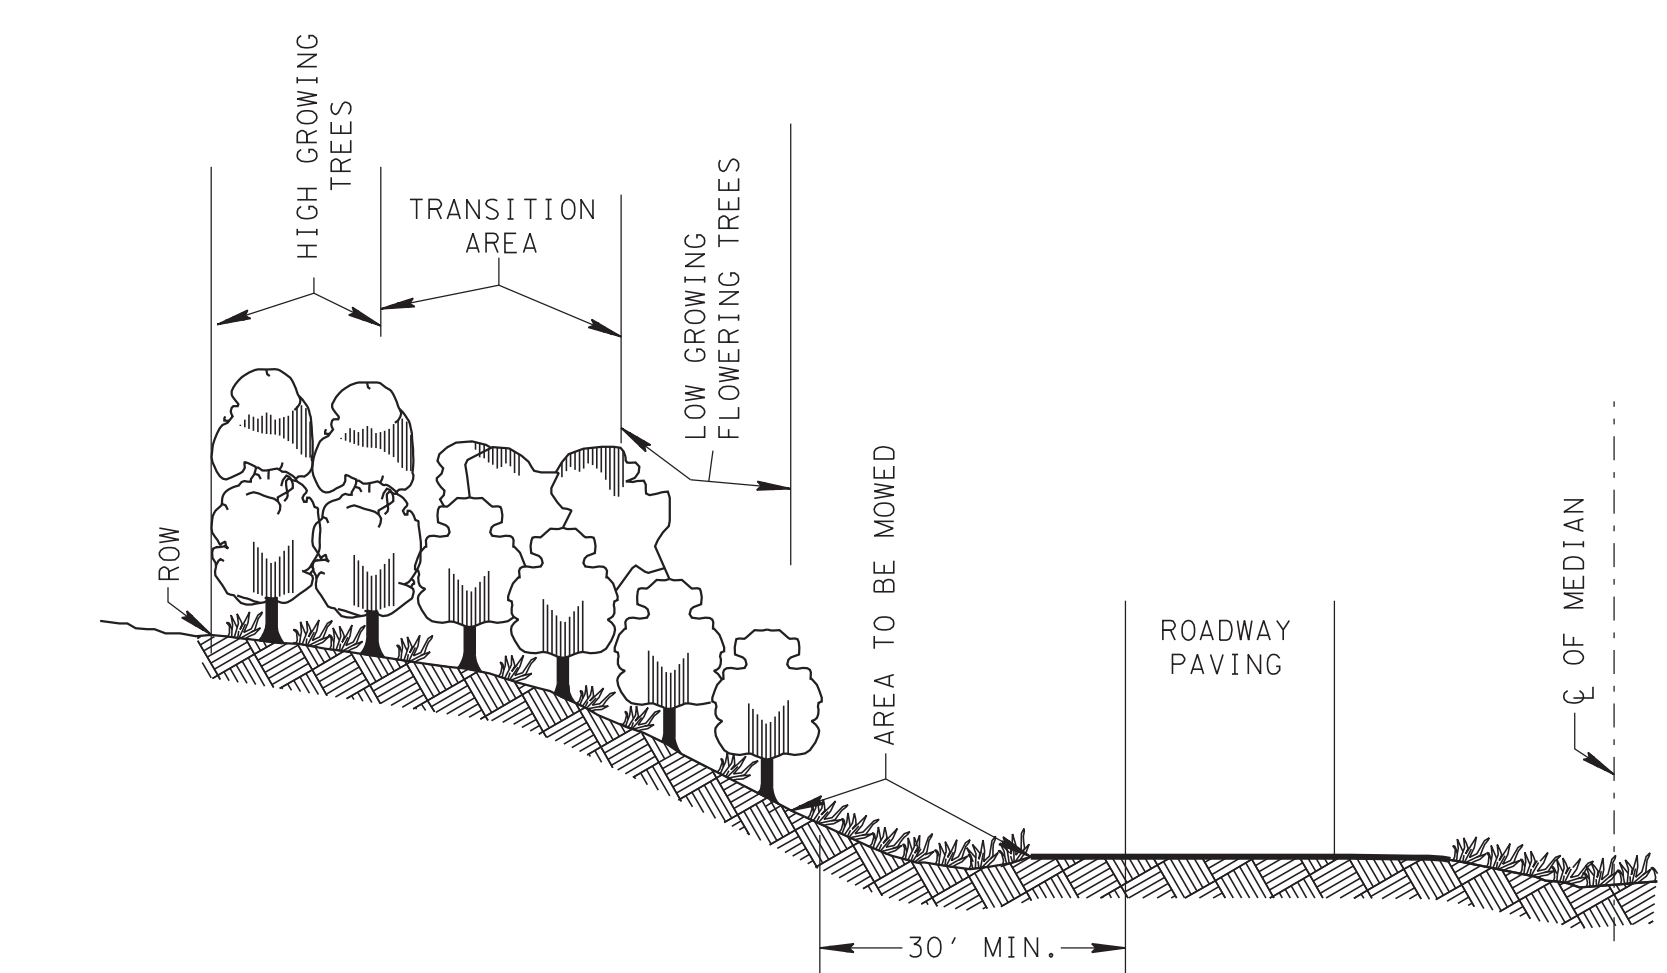 HIGH GROWING
TREES
TRANSITION
AREA
LOW GROWING
FLOWERING TREES
ROW
AREA TO BE MOWED
ROADWAY
PAVING
℄ OF MEDIAN
30' MIN.